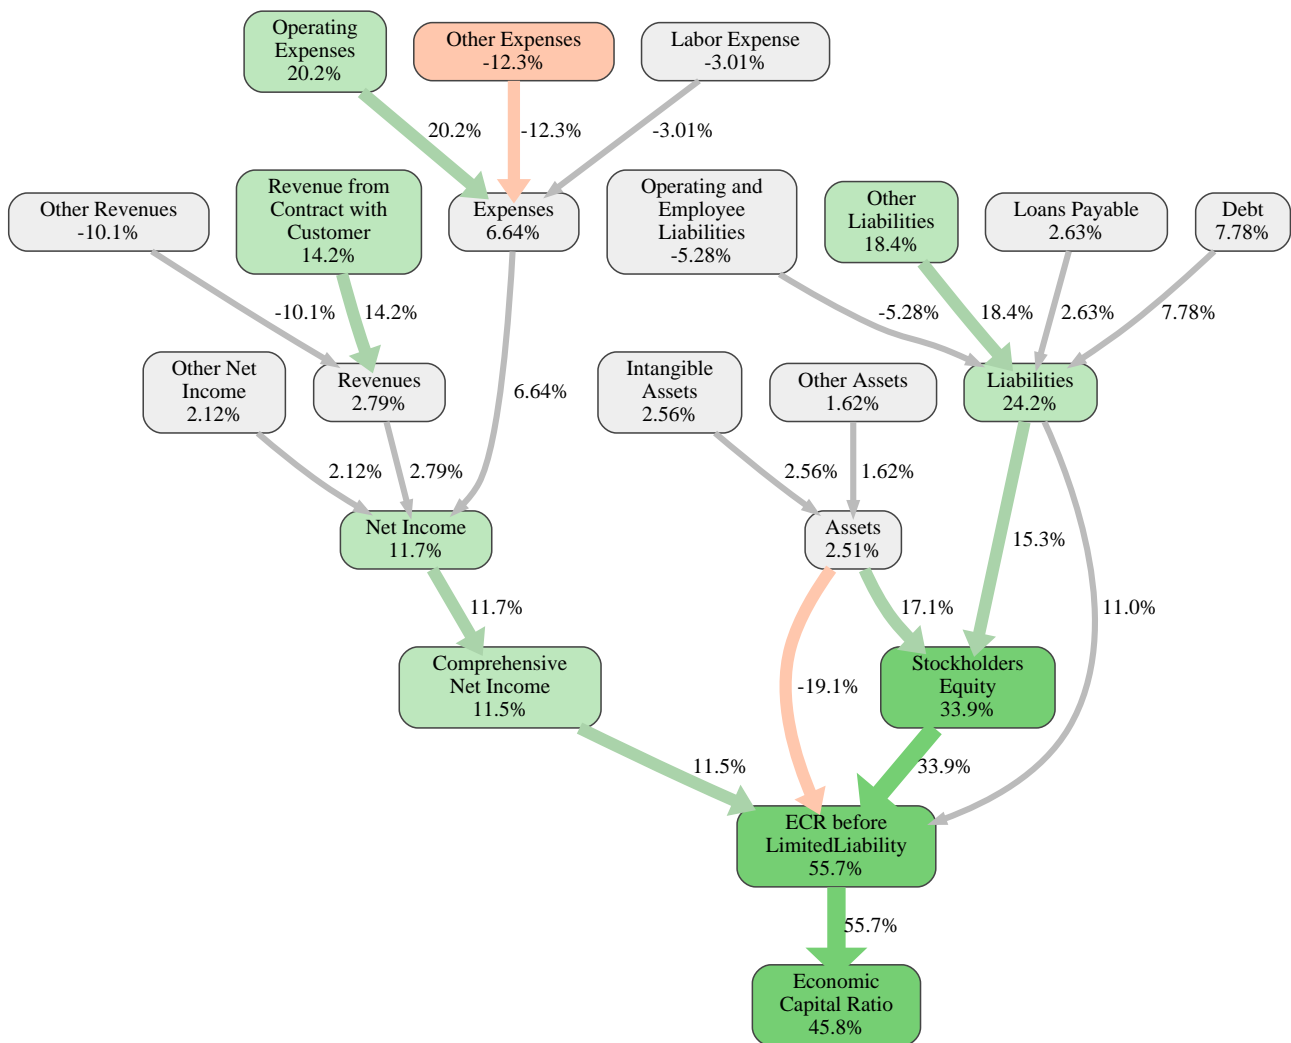 Operating
Expenses
20.2%
Other Expenses
-12.3%
Labor Expense
-3.01%
20.2%
-12.3%
-3.01%
Other Revenues
-10.1%
Revenue from
Contract with
Customer
14.2%
Expenses
6.64%
Operating and
Employee
Liabilities
-5.28%
Other
Liabilities
18.4%
Loans Payable
2.63%
Debt
7.78%
-10.1%
14.2%
-5.28%
18.4%
2.63%
7.78%
Other Net
Income
2.12%
Revenues
2.79%
6.64%
Intangible
Assets
2.56%
Other Assets
1.62%
Liabilities
24.2%
2.12%
2.79%
2.56%
1.62%
Net Income
11.7%
Assets
2.51%
15.3%
11.7%
17.1%
11.0%
Comprehensive
Net Income
11.5%
-19.1%
Stockholders
Equity
33.9%
11.5%
33.9%
ECR before
LimitedLiability
55.7%
55.7%
Economic
Capital Ratio
45.8%